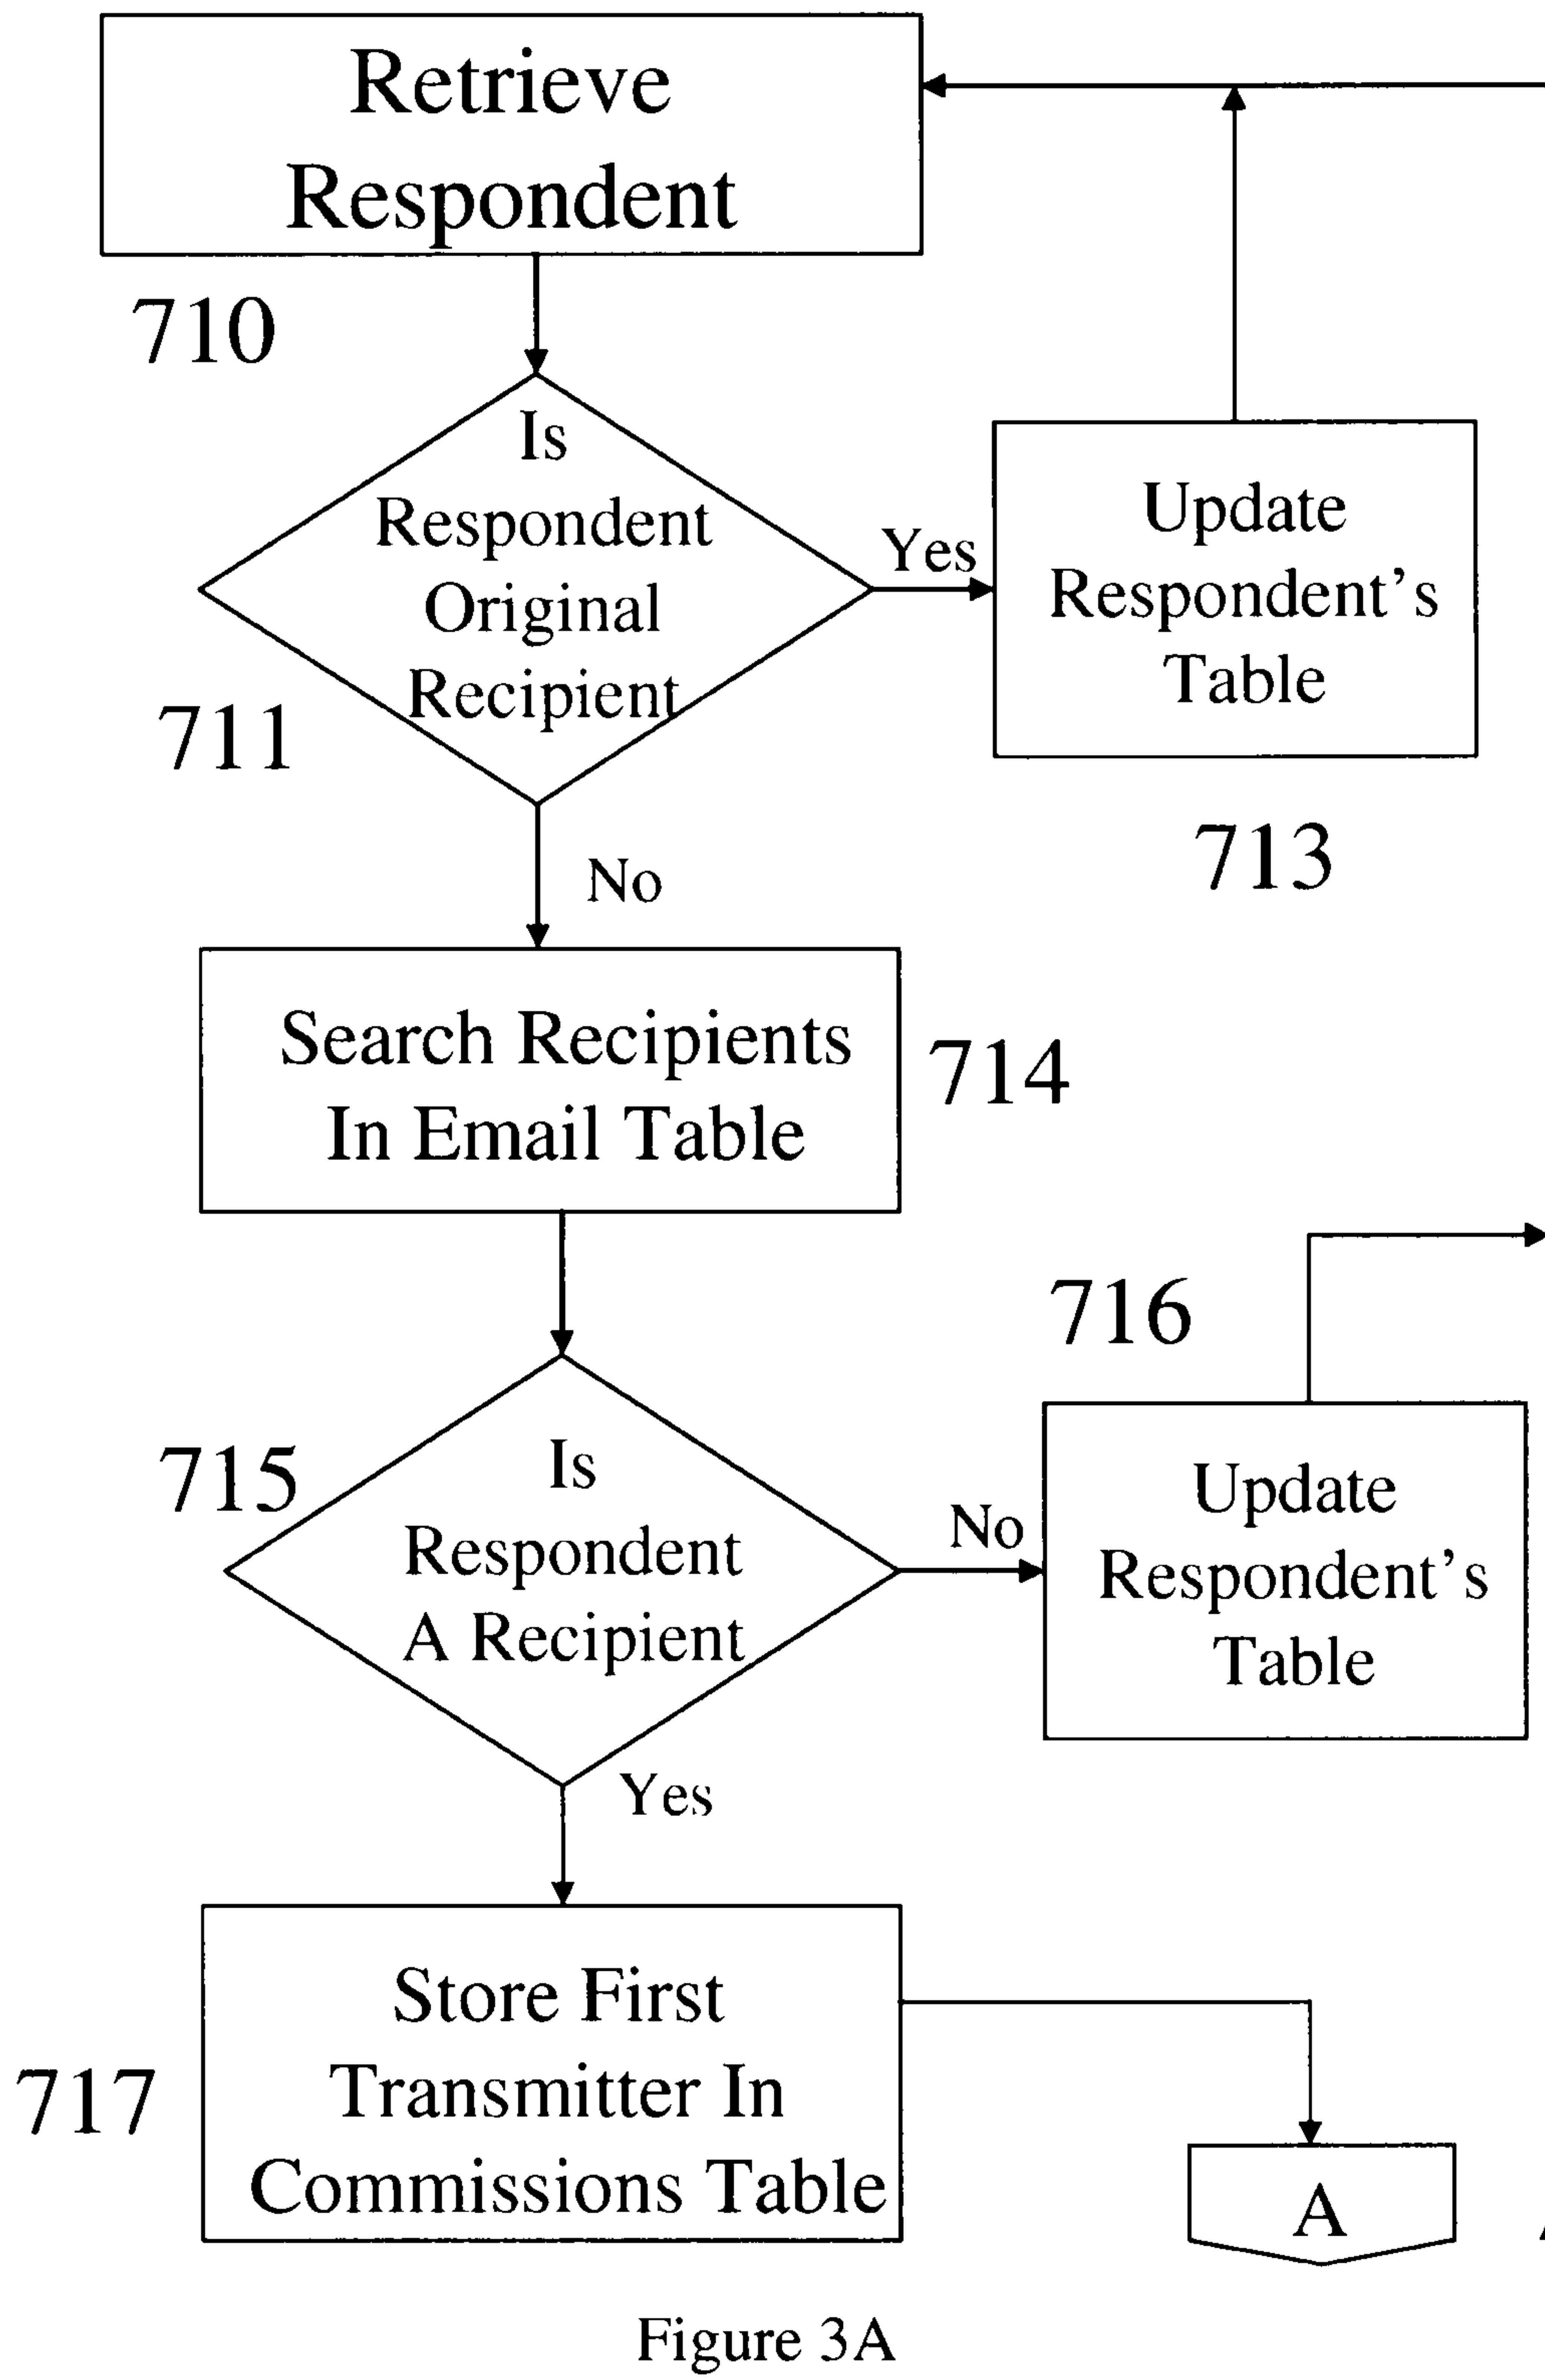 Retrieve
Respondent
710
Is
Respondent
Original
Recipient
711
Yes
Update
Respondent's
Table
713
No
Search Recipients
In Email Table
714
716
715
Is
Respondent
A Recipient
No
Update
Respondent's
Table
Yes
Store First
Transmitter In
Commissions Table
717
A
Figure 3A